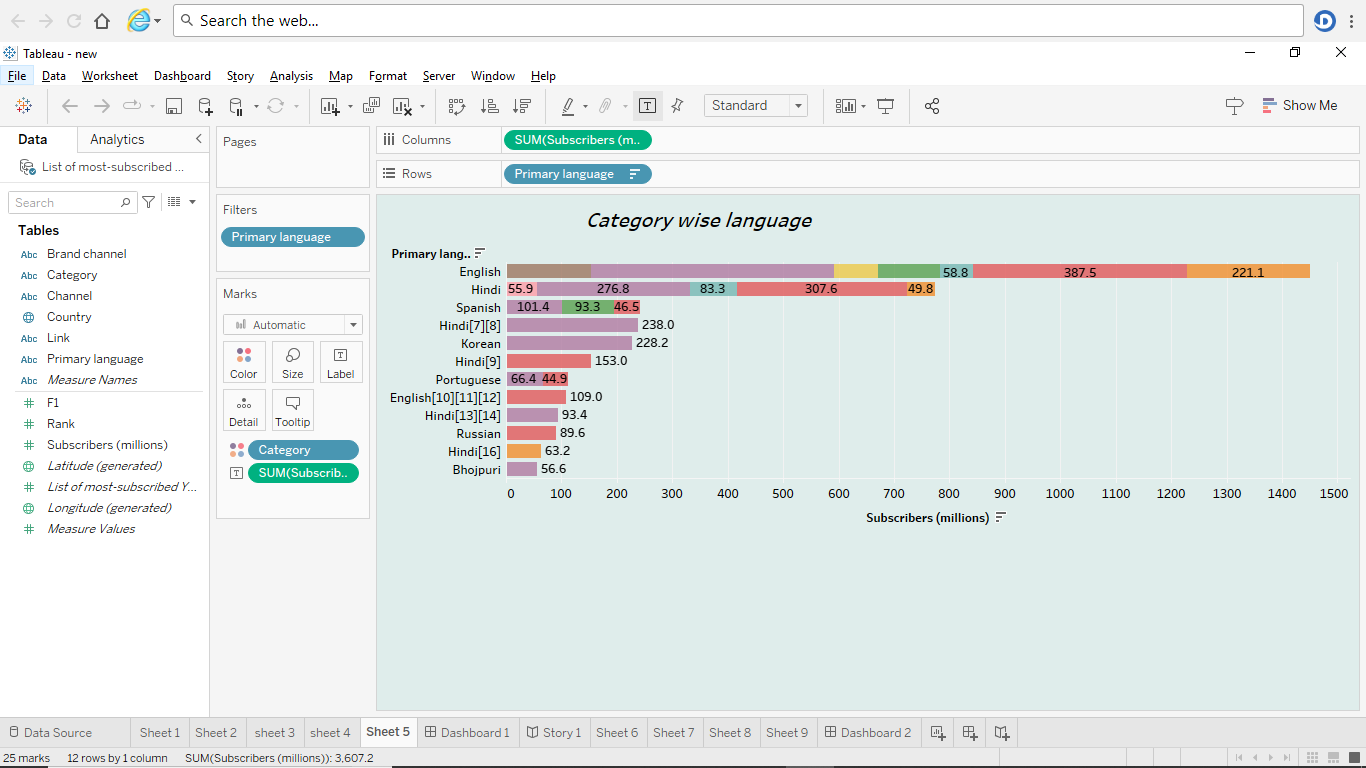 Search the web...
Tableau - new
File Data Worksheet Dashboard Story Analysis Map Format Server Window Help
Standard
Show Me
Data Analytics
List of most-subscribed ...
Search
Tables
Abc Brand channel
Abc Category
Abc Channel
Country
Abc Link
Abc Primary language
Abc Measure Names
F1
Rank
Subscribers (millions)
Latitude (generated)
List of most-subscribed Y...
Longitude (generated)
Measure Values
Pages
Filters
Primary language
Marks
Automatic
Color Size Label
Detail Tooltip
Category
SUM(Subscrib..
Columns SUM(Subscribers (m..
Rows Primary language
Category wise language
Primary lang..
English 58.8 387.5 221.1
Hindi 55.9 276.8 83.3 307.6 49.8
Spanish 101.4 93.3 46.5
Hindi[7][8] 238.0
Korean 228.2
Hindi[9] 153.0
Portuguese 66.4 44.9
English[10][11][12] 109.0
Hindi[13][14] 93.4
Russian 89.6
Hindi[16] 63.2
Bhojpuri 56.6
0 100 200 300 400 500 600 700 800 900 1000 1100 1200 1300 1400 1500
Subscribers (millions)
Data Source Sheet 1 Sheet 2 sheet 3 sheet 4 Sheet 5 Dashboard 1 Story 1 Sheet 6 Sheet 7 Sheet 8 Sheet 9 Dashboard 2
25 marks 12 rows by 1 column SUM(Subscribers (millions)): 3,607.2